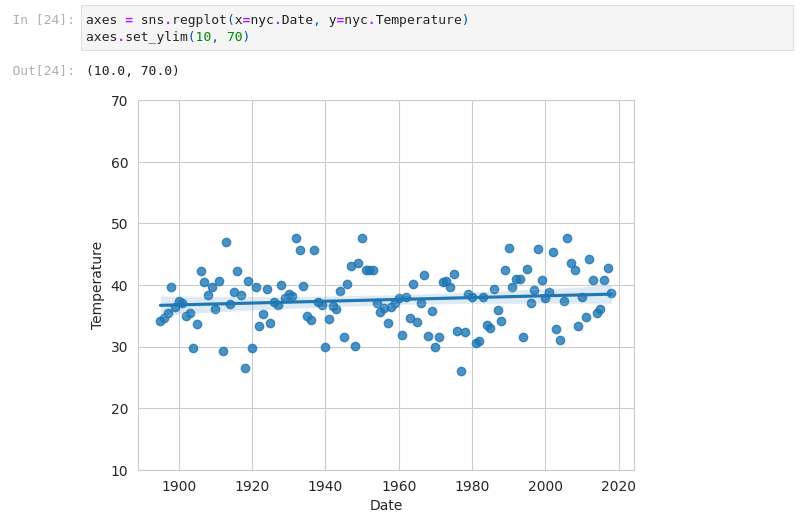 In [24]: axes = sns.regplot(x=nyc.Date, y=nyc.Temperature)
axes.set_ylim(10, 70)
Out[24]: (10.0, 70.0)
70
60
50
40
30
20
10
Temperature
1900 1920 1940 1960 1980 2000 2020
Date